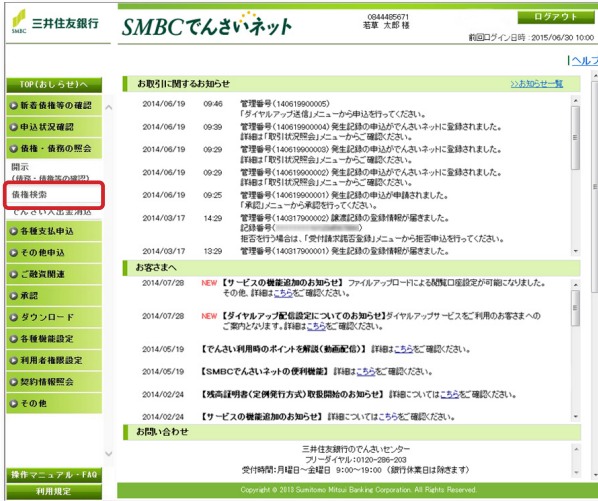 SMBC 三井住友銀行
SMBCでんさいネット
0844485671
若草 太郎 様
ログアウト
前回ログイン日時：2015/06/30 10:00
ヘルプ
TOP(おしらせ)へ
新着債権等の確認
申込状況確認
債権・債務の照会
開示
(債務・債権等の確認)
債権検索
でんさい入出金消込
各種支払申込
その他申込
ご融資関連
承認
ダウンロード
各種機能設定
利用者権限設定
契約情報照会
その他
操作マニュアル・FAQ
利用規定
お取引に関するお知らせ
>>お知らせ一覧
2014/06/19 09:46 管理番号(140619900005)
「ダイヤルアップ送信」メニューから申込を行ってください。
2014/06/19 09:39 管理番号(140619900004) 発生記録の申込がでんさいネットに登録されました。
詳細は「取引状況照会」メニューからご確認ください。
2014/06/19 09:29 管理番号(140619900003) 発生記録の申込がでんさいネットに登録されました。
詳細は「取引状況照会」メニューからご確認ください。
2014/06/19 09:29 管理番号(140619900002) 発生記録の申込がでんさいネットに登録されました。
詳細は「取引状況照会」メニューからご確認ください。
2014/06/19 09:25 管理番号(140619900001) 発生記録の申込が申請されました。
「承認」メニューから承認を行ってください。
2014/03/17 14:29 管理番号(140317900002) 譲渡記録の登録情報が届きました。
記録番号(
拒否を行う場合は、「受付請求諾否登録」メニューから拒否申込を行ってください。
2014/03/17 13:29 管理番号(140317900001) 発生記録の登録情報が届きました。
お客さまへ
2014/07/28 NEW 【サービスの機能追加のお知らせ】 ファイルアップロードによる閲覧口座設定が可能になりました。
その他、詳細はこちらをご確認ください。
2014/07/28 NEW 【ダイヤルアップ配信設定についてのお知らせ】ダイヤルアップサービスをご利用のお客さまへの
ご案内となります。詳細はこちらをご確認ください。
2014/05/19 【でんさい利用時のポイントを解説(動画配信)】 詳細はこちらをご確認ください。
2014/05/19 【SMBCでんさいネットの便利機能】 詳細はこちらをご確認ください。
2014/02/24 【残高証明書(定例発行方式)取扱開始のお知らせ】 詳細についてはこちらをご確認ください。
2014/02/24 【サービスの機能追加のお知らせ】 詳細についてはこちらをご確認ください。
お問い合わせ
三井住友銀行のでんさいセンター
フリーダイヤル:0120-286-203
受付時間:月曜日～金曜日 9:00～19:00 (銀行休業日は除きます)
Copyright © 2013 Sumitomo Mitsui Banking Corporation. All Rights Reserved.